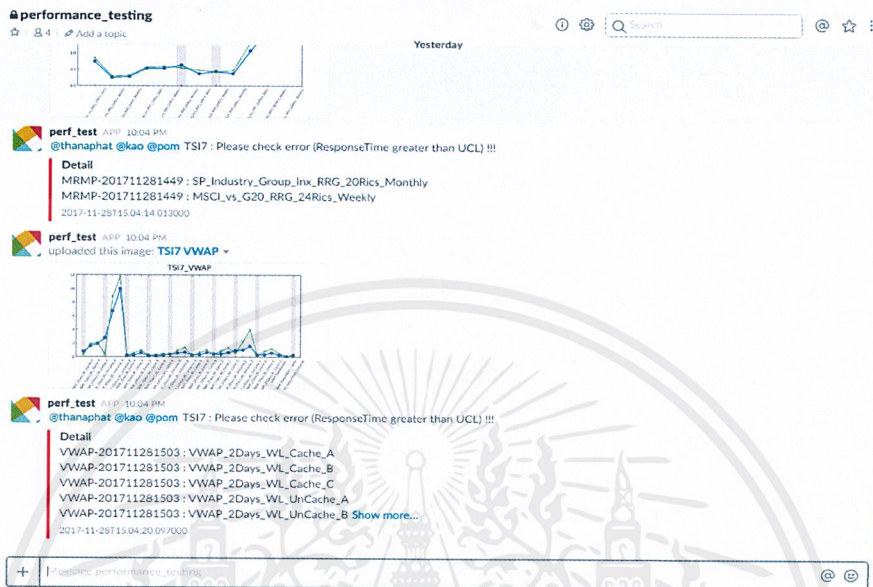 performance_testing
4 Add a topic
Search
Yesterday
perf_test APP 10:04 PM
@thanaphat @kao @pom TSI7 : Please check error (ResponseTime greater than UCL) !!!
Detail
MRMP-201711281449 : SP_Industry_Group_Inx_RRG_20Rics_Monthly
MRMP-201711281449 : MSCI_vs_G20_RRG_24Rics_Weekly
2017-11-28T15:04:14.013000
perf_test APP 10:04 PM
uploaded this image: TSI7 VWAP
TSI7_VWAP
perf_test APP 10:04 PM
@thanaphat @kao @pom TSI7 : Please check error (ResponseTime greater than UCL) !!!
Detail
VWAP-201711281503 : VWAP_2Days_WL_Cache_A
VWAP-201711281503 : VWAP_2Days_WL_Cache_B
VWAP-201711281503 : VWAP_2Days_WL_Cache_C
VWAP-201711281503 : VWAP_2Days_WL_UnCache_A
VWAP-201711281503 : VWAP_2Days_WL_UnCache_B Show more...
2017-11-28T15:04:20.097000
Message performance_testing